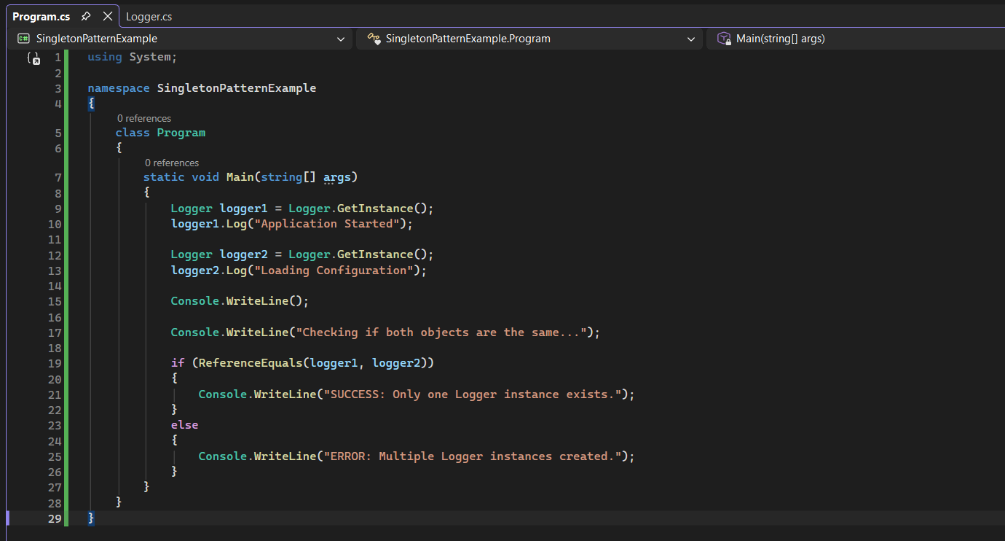 Program.cs Logger.cs
SingletonPatternExample SingletonPatternExample.Program Main(string[] args)
1 using System;
2
3 namespace SingletonPatternExample
4 {
0 references
5 class Program
6 {
0 references
7 static void Main(string[] args)
8 {
9 Logger logger1 = Logger.GetInstance();
10 logger1.Log("Application Started");
11
12 Logger logger2 = Logger.GetInstance();
13 logger2.Log("Loading Configuration");
14
15 Console.WriteLine();
16
17 Console.WriteLine("Checking if both objects are the same...");
18
19 if (ReferenceEquals(logger1, logger2))
20 {
21 Console.WriteLine("SUCCESS: Only one Logger instance exists.");
22 }
23 else
24 {
25 Console.WriteLine("ERROR: Multiple Logger instances created.");
26 }
27 }
28 }
29 }